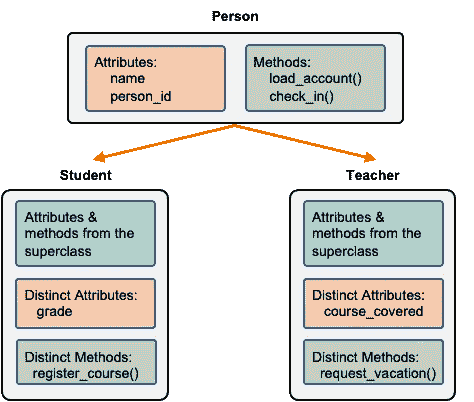 Person
Attributes:
name
person_id
Methods:
load_account()
check_in()
Student
Attributes &
methods from the
superclass
Distinct Attributes:
grade
Distinct Methods:
register_course()
Teacher
Attributes &
methods from the
superclass
Distinct Attributes:
course_covered
Distinct Methods:
request_vacation()